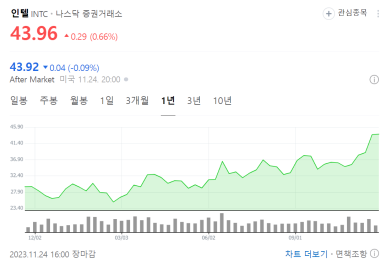 인텔 INTC · 나스닥 증권거래소
+ 관심종목
43.96 ▲0.29 (0.66%)
43.92 ▼0.04 (-0.09%)
After Market 미국 11.24. 20:00
일봉 주봉 월봉 1일 3개월 1년 3년 10년
45.90
41.40
36.90
32.40
27.90
23.40
12/02 03/03 06/02 09/01
2023.11.24 16:00 장마감
차트 더보기 · 면책조항